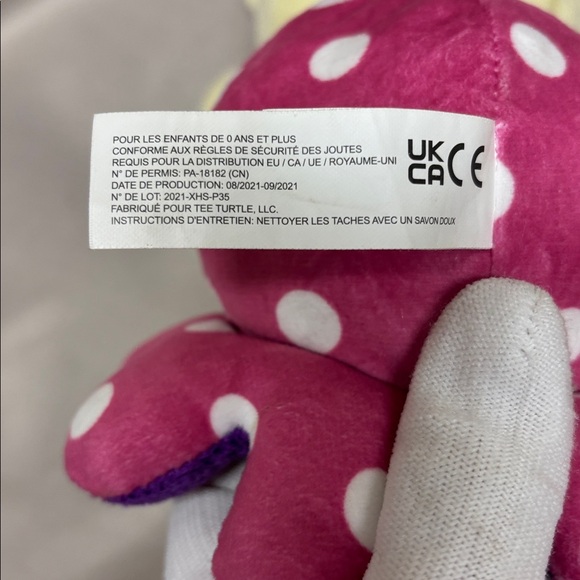 POUR LES ENFANTS DE 0 ANS ET PLUS
CONFORME AUX RÈGLES DE SÉCURITÉ DES JOUTES
REQUIS POUR LA DISTRIBUTION EU / CA / UE / ROYAUME-UNI
N° DE PERMIS: PA-18182 (CN)
DATE DE PRODUCTION: 08/2021-09/2021
N° DE LOT: 2021-XHS-P35
FABRIQUÉ POUR TEE TURTLE, LLC.
INSTRUCTIONS D'ENTRETIEN: NETTOYER LES TACHES AVEC UN SAVON DOUX
UK
CA CE